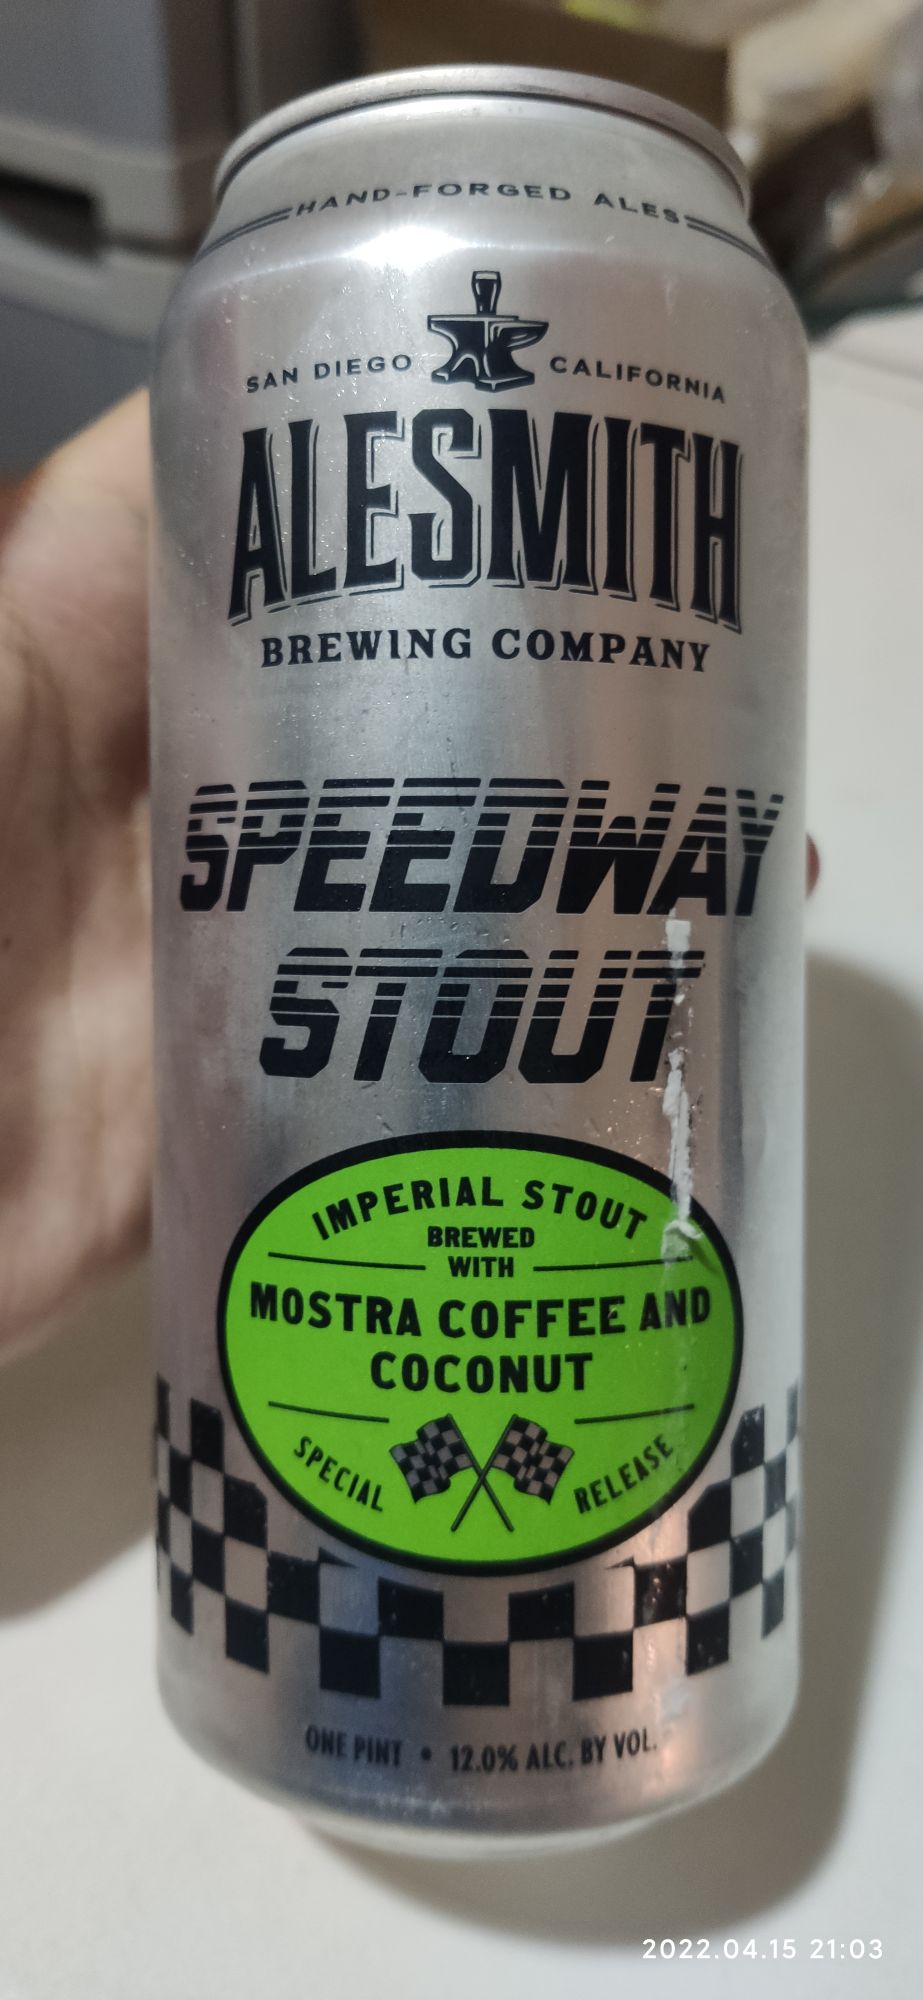 HAND-FORGED ALES
SAN DIEGO CALIFORNIA
ALESMITH
BREWING COMPANY
SPEEDWAY
STOUT
IMPERIAL STOUT
BREWED
WITH
MOSTRA COFFEE AND
COCONUT
SPECIAL RELEASE
ONE PINT • 12.0% ALC. BY VOL.
2022.04.15 21:03